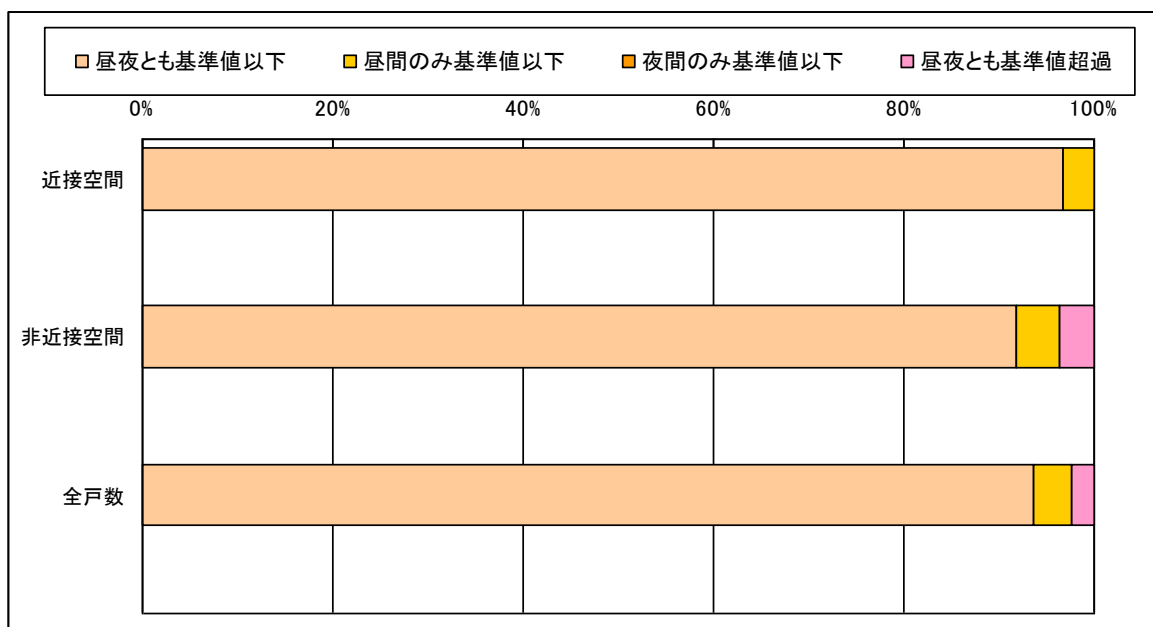 昼夜とも基準値以下 昼間のみ基準値以下 夜間のみ基準値以下 昼夜とも基準値超過
0% 20% 40% 60% 80% 100%
近接空間
非近接空間
全戸数